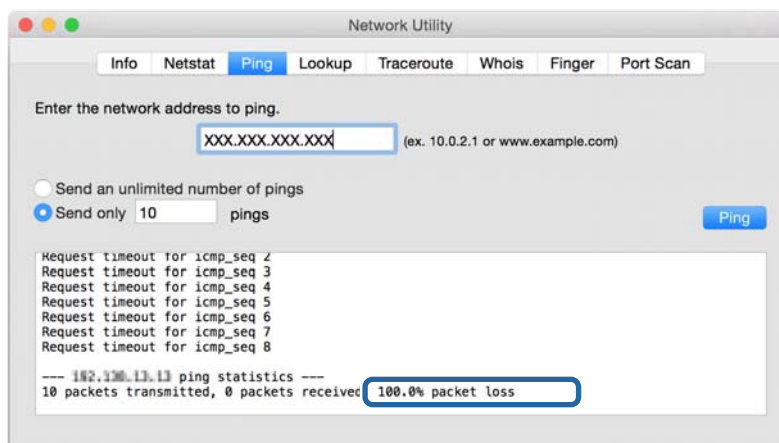 Network Utility
Info Netstat Ping Lookup Traceroute Whois Finger Port Scan
Enter the network address to ping.
XXX.XXX.XXX.XXX (ex. 10.0.2.1 or www.example.com)
Send an unlimited number of pings
Send only 10 pings
Ping
Request timeout for icmp_seq 2
Request timeout for icmp_seq 3
Request timeout for icmp_seq 4
Request timeout for icmp_seq 5
Request timeout for icmp_seq 6
Request timeout for icmp_seq 7
Request timeout for icmp_seq 8
--- ping statistics ---
10 packets transmitted, 0 packets received 100.0% packet loss